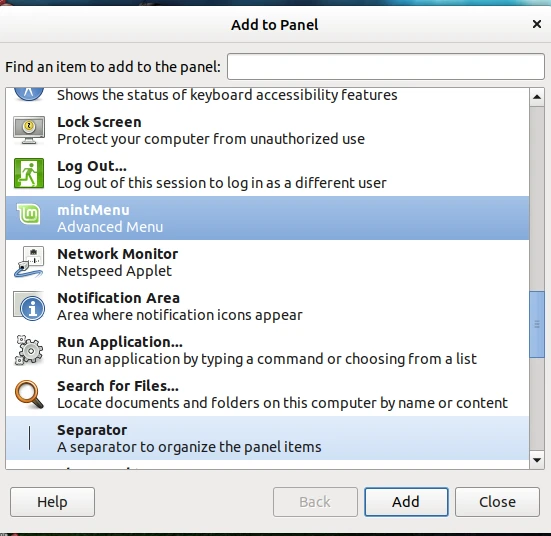 Add to Panel
Find an item to add to the panel:
Shows the status of keyboard accessibility features
Lock Screen
Protect your computer from unauthorized use
Log Out...
Log out of this session to log in as a different user
mintMenu
Advanced Menu
Network Monitor
Netspeed Applet
Notification Area
Area where notification icons appear
Run Application...
Run an application by typing a command or choosing from a list
Search for Files...
Locate documents and folders on this computer by name or content
Separator
A separator to organize the panel items
Help
Back
Add
Close